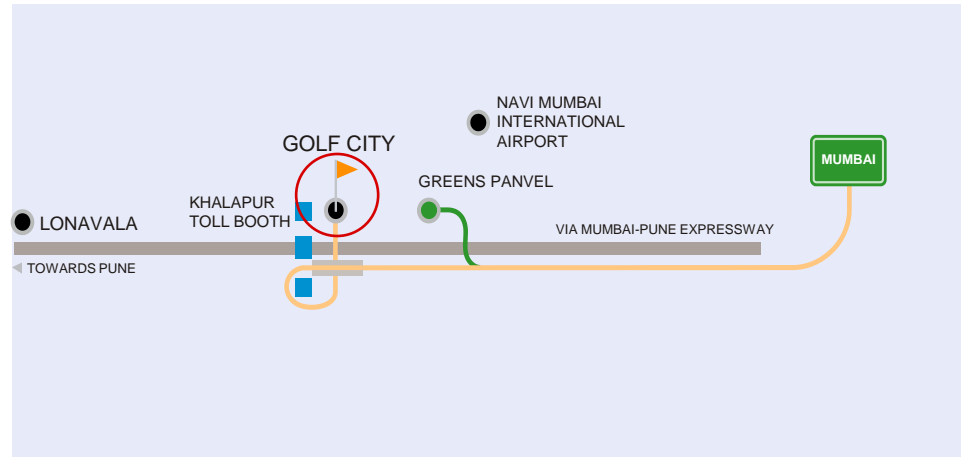 NAVI MUMBAI
INTERNATIONAL
AIRPORT
GOLF CITY
MUMBAI
GREENS PANVEL
KHALAPUR
TOLL BOOTH
LONAVALA
VIA MUMBAI-PUNE EXPRESSWAY
TOWARDS PUNE